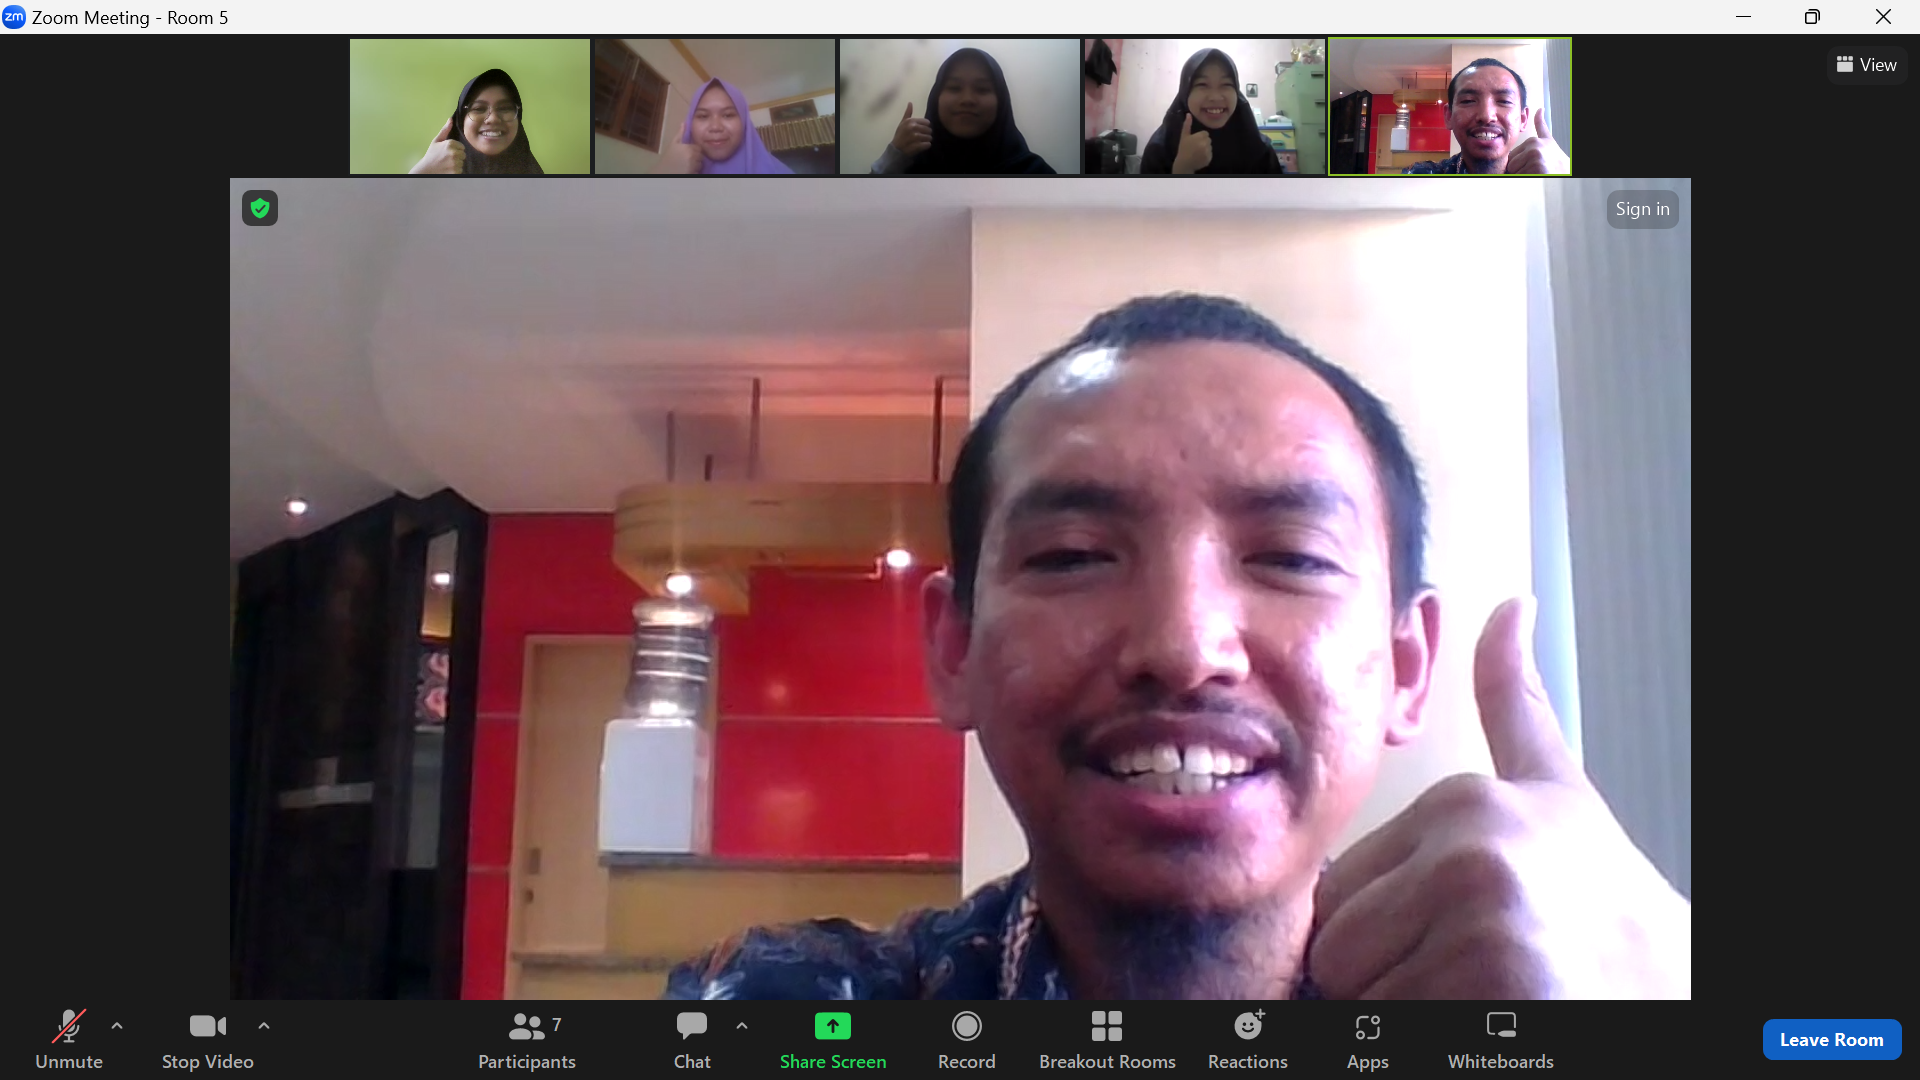 zm Zoom Meeting - Room 5
View
Sign in
Unmute
Stop Video
7
Participants
Chat
Share Screen
Record
Breakout Rooms
Reactions
Apps
Whiteboards
Leave Room